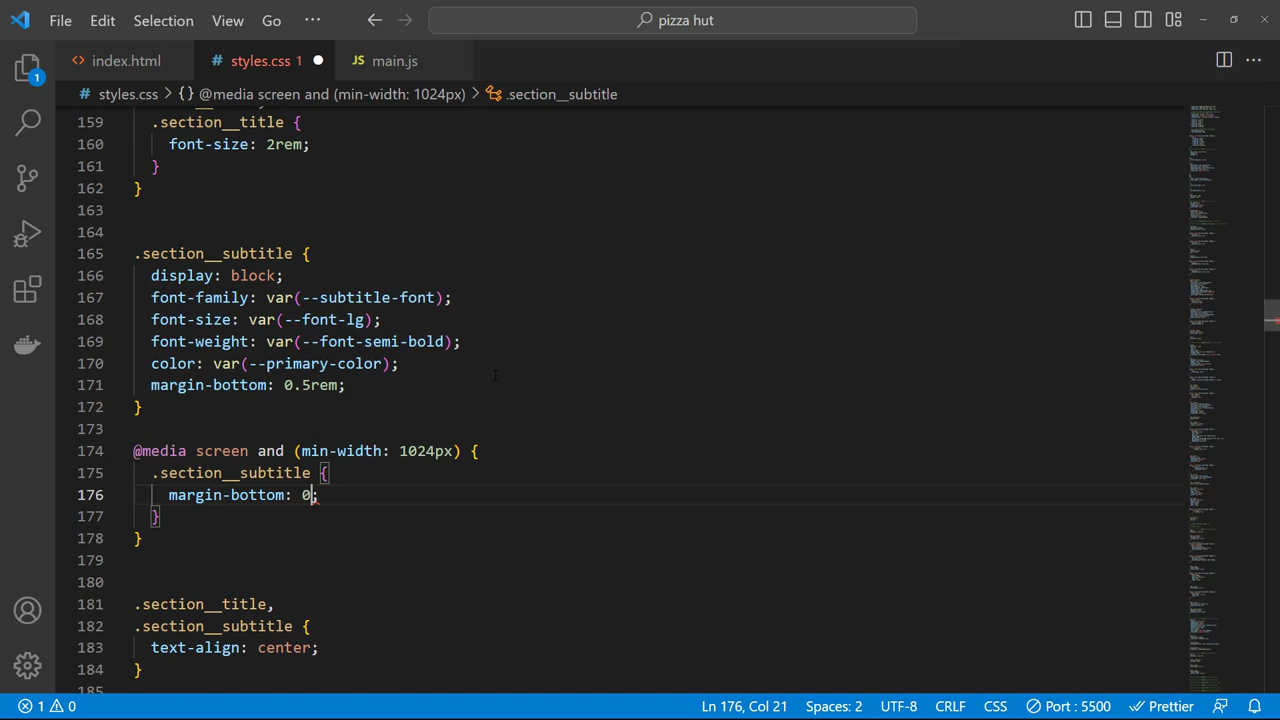 File Edit Selection View Go ··· pizza hut
index.html styles.css 1 JS main.js
styles.css > {} @media screen and (min-width: 1024px) > .section__subtitle
159 .section__title {
160 font-size: 2rem;
161 }
162 }
163
164
165 .section__subtitle {
166 display: block;
167 font-family: var(--subtitle-font);
168 font-size: var(--font-lg);
169 font-weight: var(--font-semi-bold);
170 color: var(--primary-color);
171 margin-bottom: 0.5rem;
172 }
173
174 @media screen and (min-width: 1024px) {
175 .section__subtitle {
176 margin-bottom: 0;
177 }
178 }
179
180
181 .section__title,
182 .section__subtitle {
183 text-align: center;
184 }
1
1 0 Ln 176, Col 21 Spaces: 2 UTF-8 CRLF CSS Port : 5500 Prettier